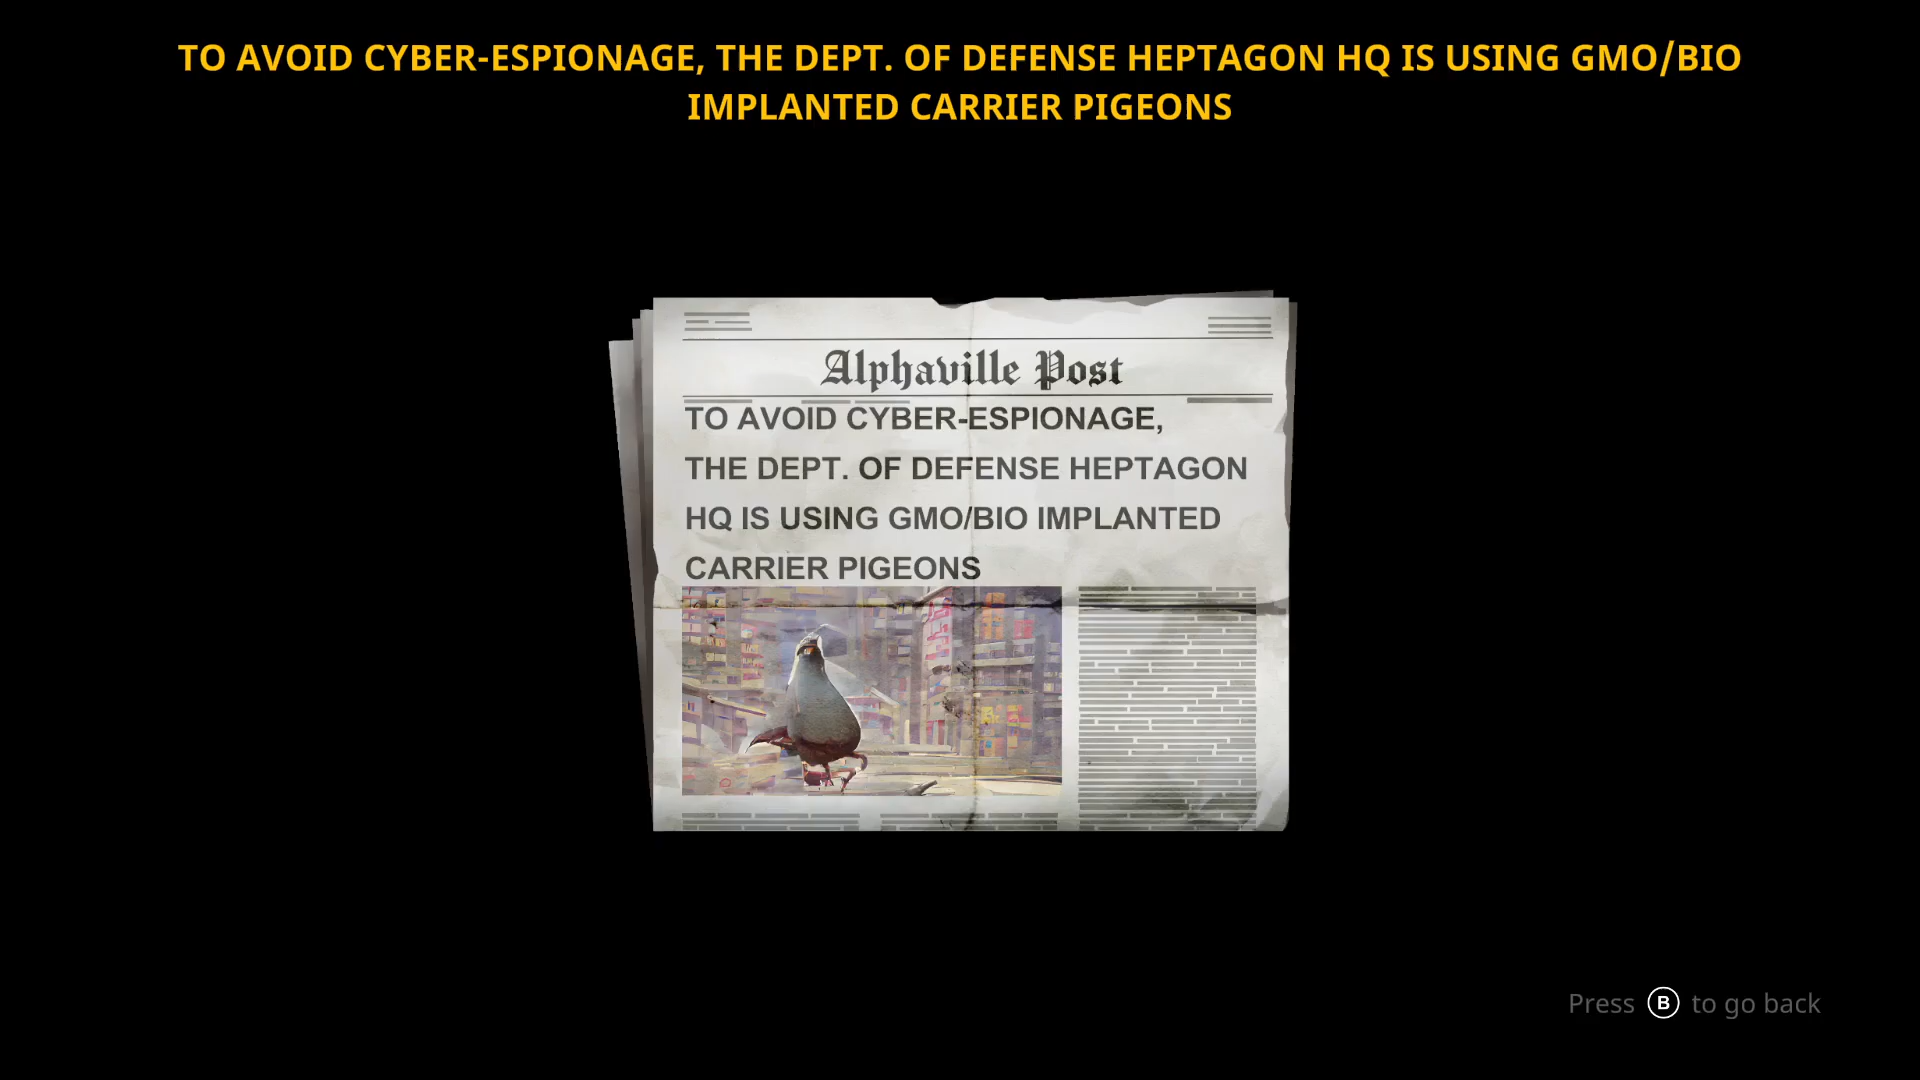 TO AVOID CYBER-ESPIONAGE, THE DEPT. OF DEFENSE HEPTAGON HQ IS USING GMO/BIO
IMPLANTED CARRIER PIGEONS
Alphaville Post
TO AVOID CYBER-ESPIONAGE,
THE DEPT. OF DEFENSE HEPTAGON
HQ IS USING GMO/BIO IMPLANTED
CARRIER PIGEONS
Press B to go back